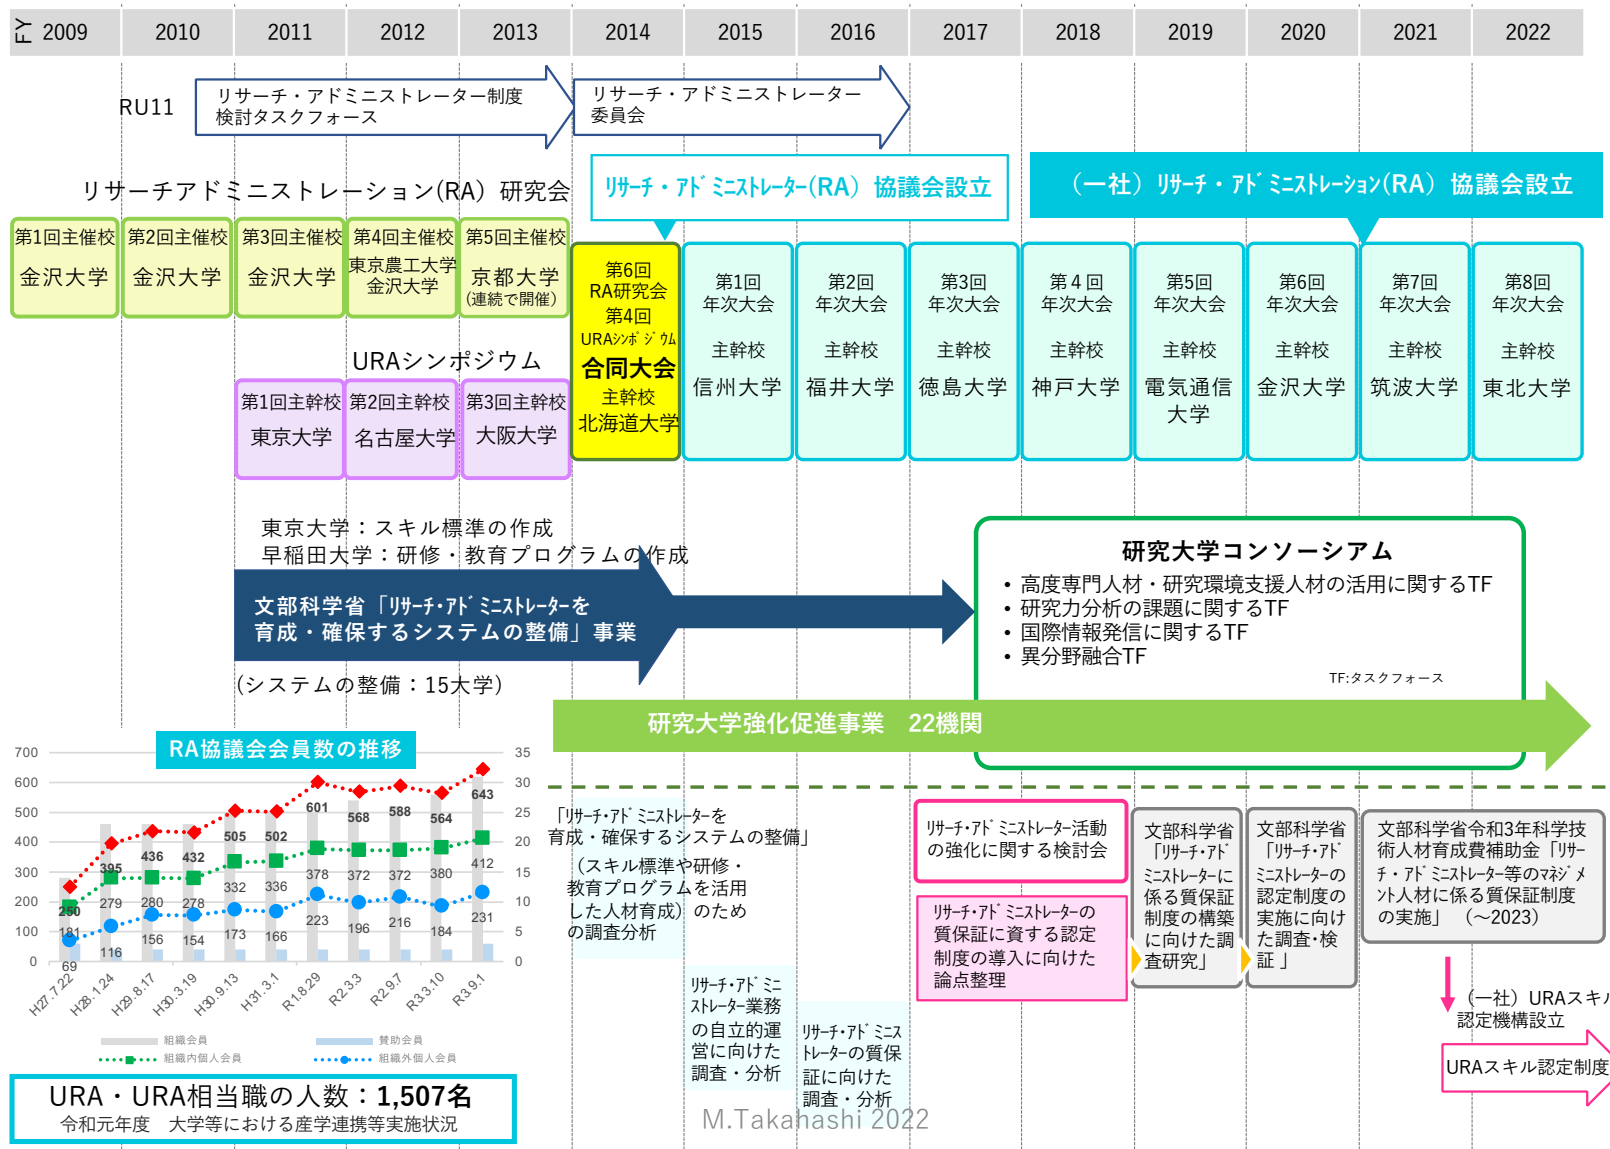 FY 2009 2010 2011 2012 2013 2014 2015 2016 2017 2018 2019 2020 2021 2022
RU11
リサーチ・アドミニストレーター制度
検討タスクフォース
リサーチ・アドミニストレーター
委員会
リサーチアドミニストレーション(RA）研究会
ﾘｻｰﾁ・ｱﾄﾞﾐﾆｽﾄﾚｰﾀｰ(RA）協議会設立
（一社）ﾘｻｰﾁ・ｱﾄﾞﾐﾆｽﾄﾚｰｼｮﾝ(RA）協議会設立
第1回主催校
金沢大学
第2回主催校
金沢大学
第3回主催校
金沢大学
第4回主催校
東京農工大学
金沢大学
第5回主催校
京都大学
(連続で開催）
第6回
RA研究会
第4回
URAｼﾝﾎﾟｼﾞｳﾑ
合同大会
主幹校
北海道大学
第1回
年次大会
主幹校
信州大学
第2回
年次大会
主幹校
福井大学
第3回
年次大会
主幹校
徳島大学
第４回
年次大会
主幹校
神戸大学
第5回
年次大会
主幹校
電気通信
大学
第6回
年次大会
主幹校
金沢大学
第7回
年次大会
主幹校
筑波大学
第8回
年次大会
主幹校
東北大学
URAシンポジウム
第1回主幹校
東京大学
第2回主幹校
名古屋大学
第3回主幹校
大阪大学
東京大学：スキル標準の作成
早稲田大学：研修・教育プログラムの作成
文部科学省「ﾘｻｰﾁ・ｱﾄﾞﾐﾆｽﾄﾚｰﾀｰを
育成・確保するシステムの整備」事業
(システムの整備：15大学）
研究大学コンソーシアム
• 高度専門人材・研究環境支援人材の活用に関するTF
• 研究力分析の課題に関するTF
• 国際情報発信に関するTF
• 異分野融合TF
TF:タスクフォース
研究大学強化促進事業　22機関
RA協議会会員数の推移
700
600
500
400
300
200
100
0
35
30
25
20
15
10
5
0
250 395 436 432 505 502 601 568 588 564 643
181 279 280 278 332 336 378 372 372 380 412
69 116 156 154 173 166 223 196 216 184 231
H27.7.22 H28.1.24 H29.8.17 H30.3.19 H30.9.13 H31.3.1 R1.8.29 R2.3.3 R2.9.7 R3.3.10 R3.9.1
組織会員 賛助会員
組織内個人会員 組織外個人会員
URA・URA相当職の人数：1,507名
令和元年度　大学等における産学連携等実施状況
「ﾘｻｰﾁ・ｱﾄﾞﾐﾆｽﾄﾚｰﾀｰを
育成・確保するシステムの整備」
（スキル標準や研修・
教育プログラムを活用
した人材育成）のため
の調査分析
ﾘｻｰﾁ・ｱﾄﾞﾐﾆ
ｽﾄﾚｰﾀｰ業務
の自立的運
営に向けた
調査・分析
ﾘｻｰﾁ・ｱﾄﾞﾐﾆｽ
ﾄﾚｰﾀｰの質保
証に向けた
調査・分析
ﾘｻｰﾁ・ｱﾄﾞﾐﾆｽﾄﾚｰﾀｰ活動
の強化に関する検討会
ﾘｻｰﾁ・ｱﾄﾞﾐﾆｽﾄﾚｰﾀｰの
質保証に資する認定
制度の導入に向けた
論点整理
文部科学省
「ﾘｻｰﾁ・ｱﾄﾞ
ﾐﾆｽﾄﾚｰﾀｰに
係る質保証
制度の構築
に向けた調
査研究」
文部科学省
「ﾘｻｰﾁ・ｱﾄﾞ
ﾐﾆｽﾄﾚｰﾀｰの
認定制度の
実施に向け
た調査・検
証 」
文部科学省令和3年科学技
術人材育成費補助金「ﾘｻｰ
ﾁ・ｱﾄﾞﾐﾆｽﾄﾚｰﾀｰ等のﾏﾈｼﾞﾒ
ﾝﾄ人材に係る質保証制度
の実施」（～2023）
（一社）URAスキル
認定機構設立
URAスキル認定制度
M.Takahashi 2022